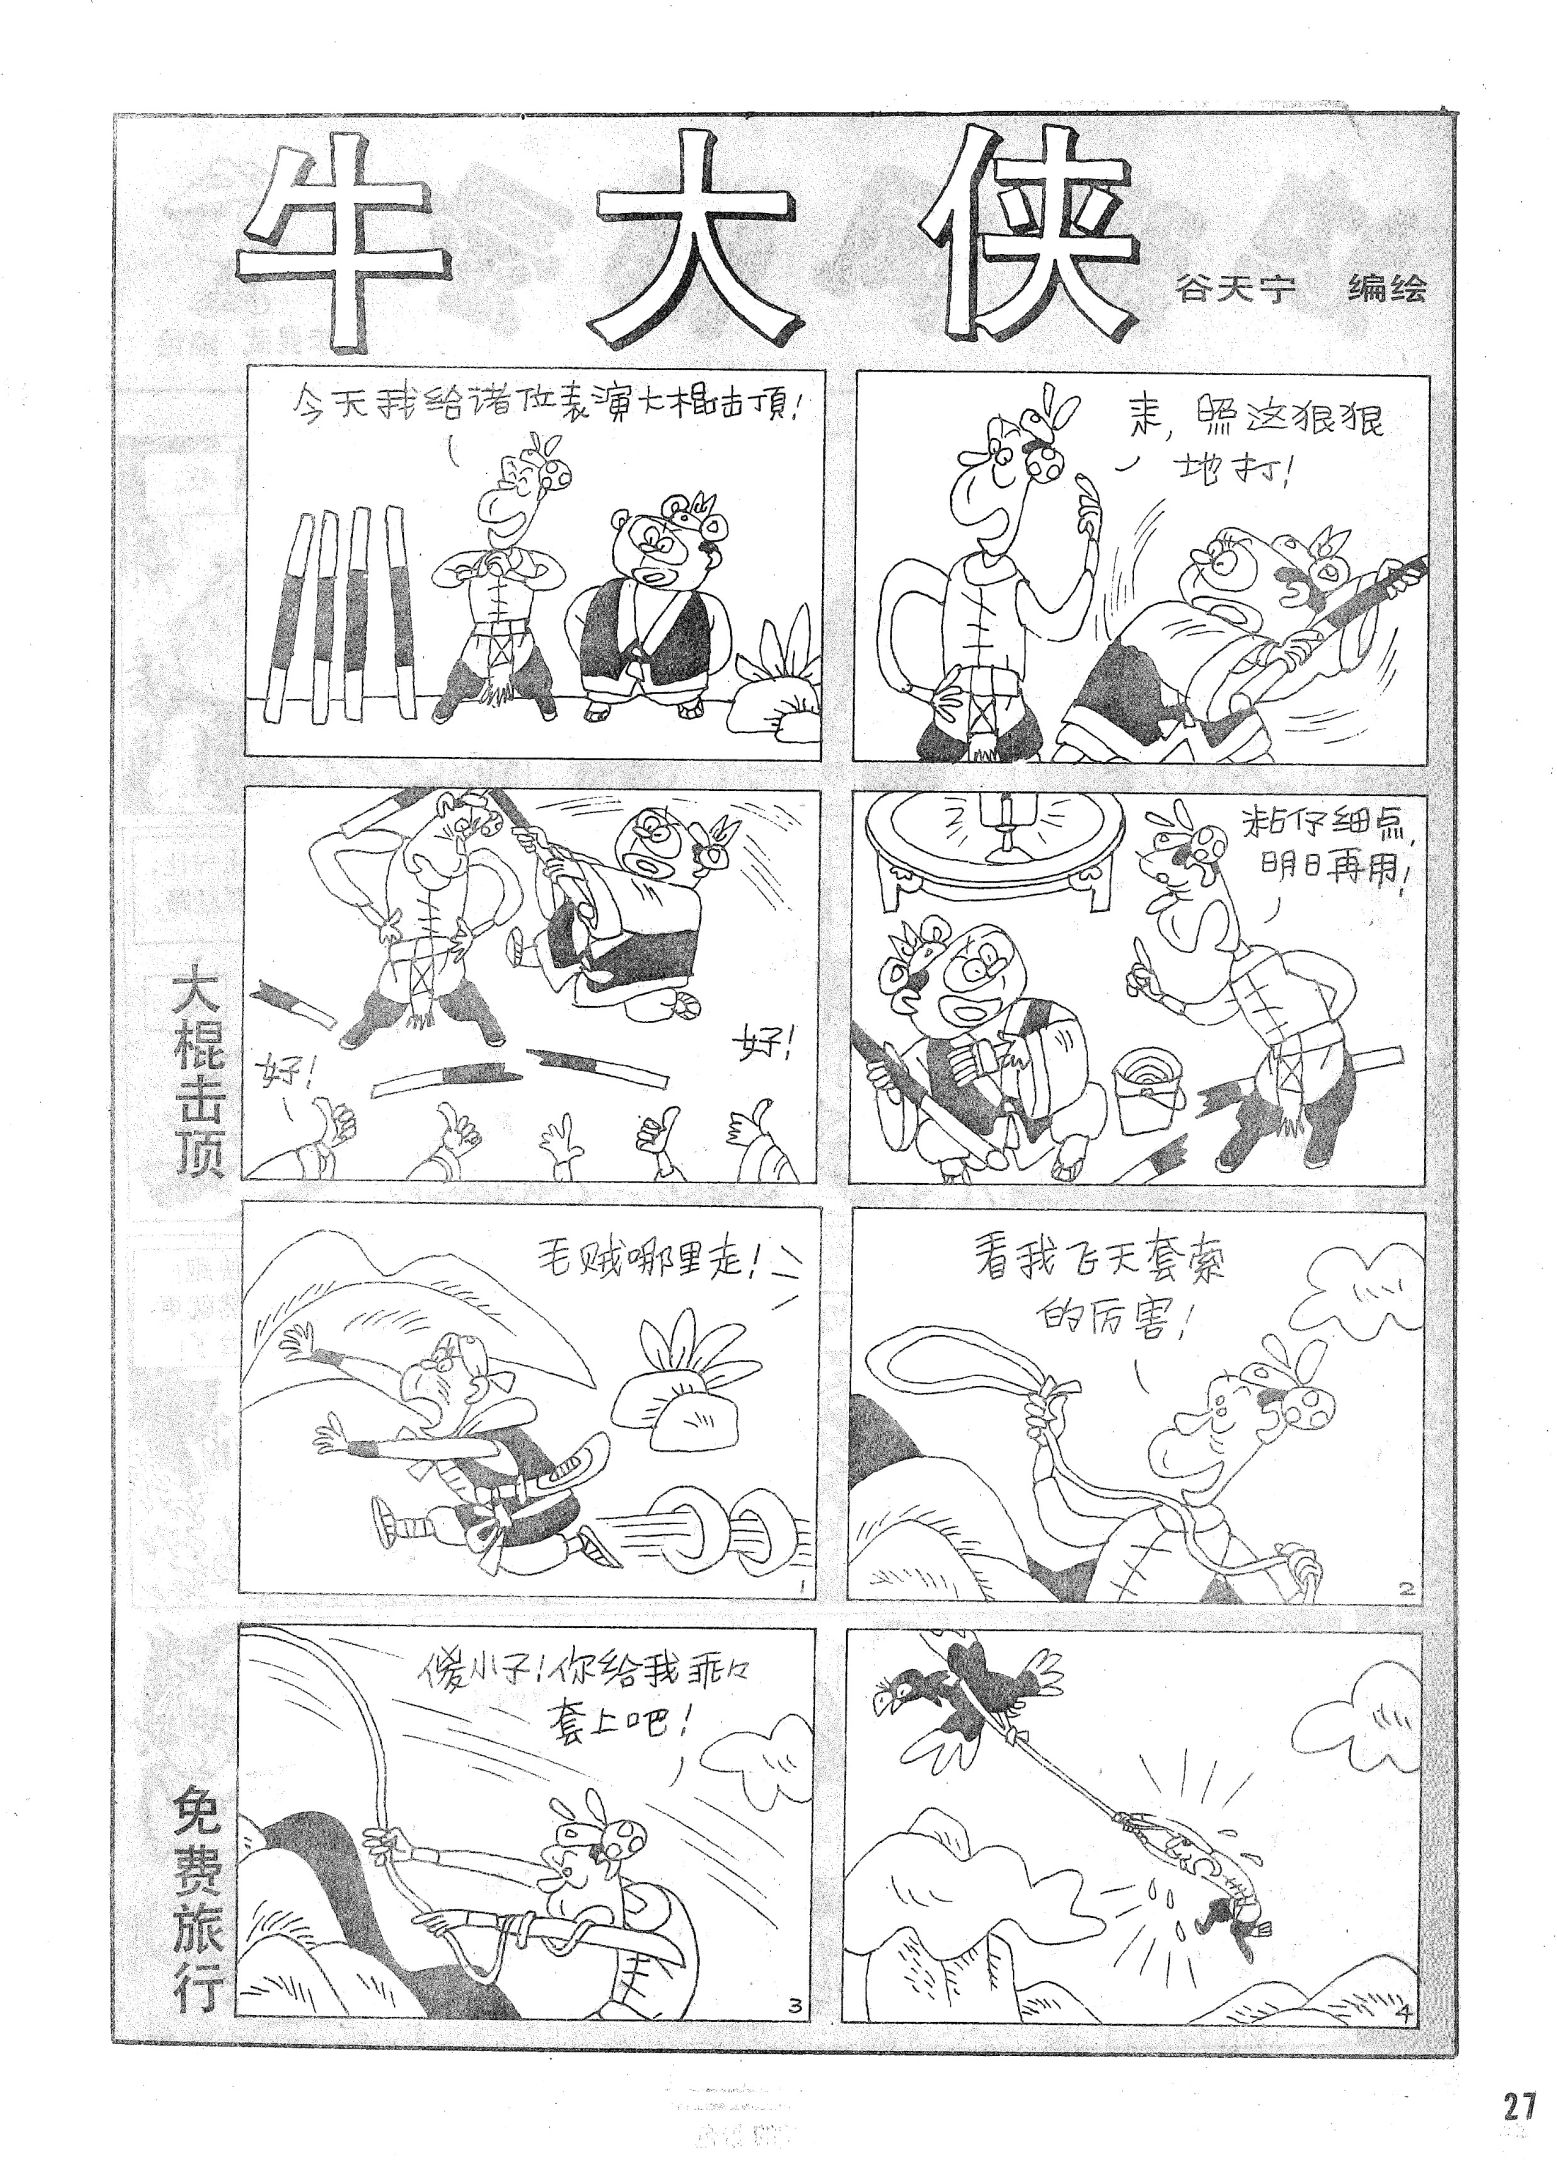 牛大侠
谷天宁 编绘
大棍击顶
今天我给诸位表演大棍击顶!
来,照这狠狠
地打!
好!
好!
粘仔细点,
明日再用!
2
免费旅行
毛贼哪里走!
1
看我飞天套索
的厉害!
2
傻小子!你给我乖々
套上吧!
3
4
27